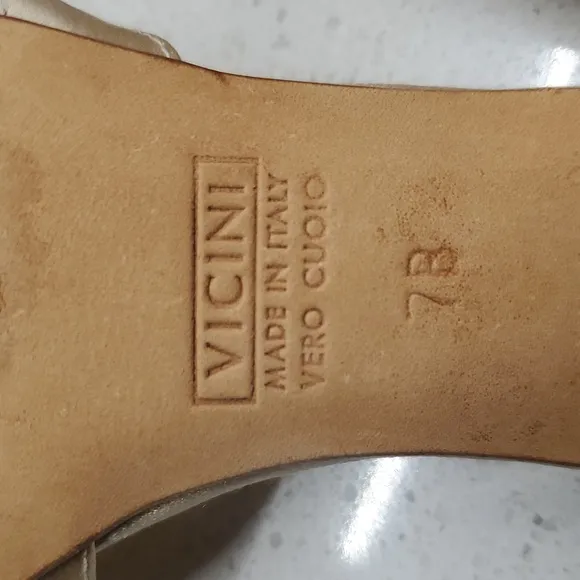 VICINI
MADE IN ITALY
VERO CUOIO
7B